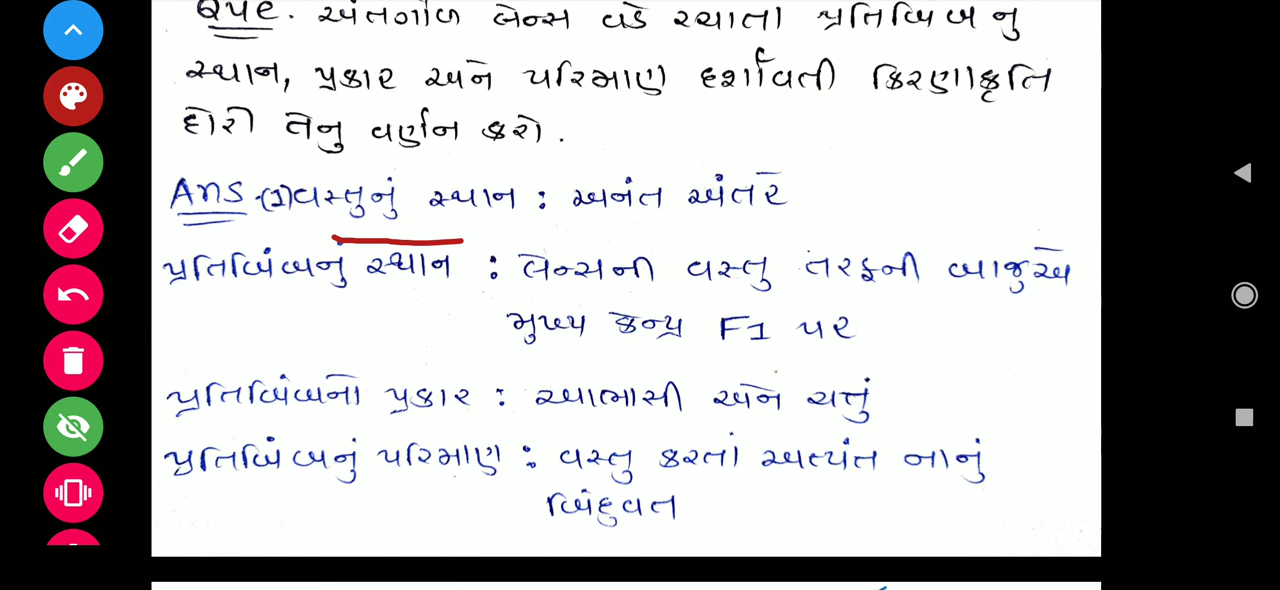 Que. અંતર્ગોળ લેન્સ વડે રચાતા પ્રતિબિંબ નુ
સ્થાન, પ્રકાર અને પરિમાણ દર્શાવતી કિરણાકૃતિ
દોરી તેનુ વર્ણન કરો.
Ans-(1)વસ્તુનું સ્થાન : અનંત અંતરે
પ્રતિબિંબનું સ્થાન : લેન્સની વસ્તુ તરફની બાજુએ
મુખ્ય કેન્દ્ર F1 પર
પ્રતિબિંબનો પ્રકાર : આભાસી અને ચત્તું
પ્રતિબિંબનું પરિમાણ : વસ્તુ કરતાં અત્યંત નાનું
બિંદુવત